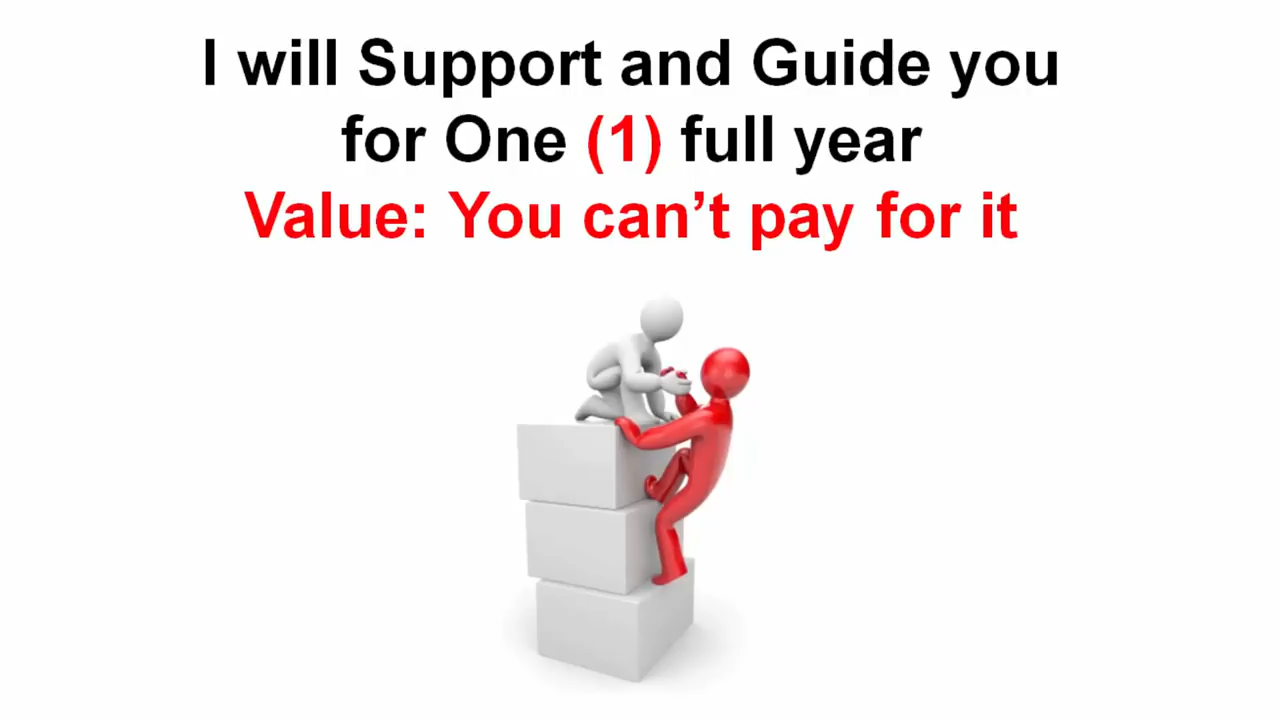 I will Support and Guide you
for One (1) full year
Value: You can’t pay for it